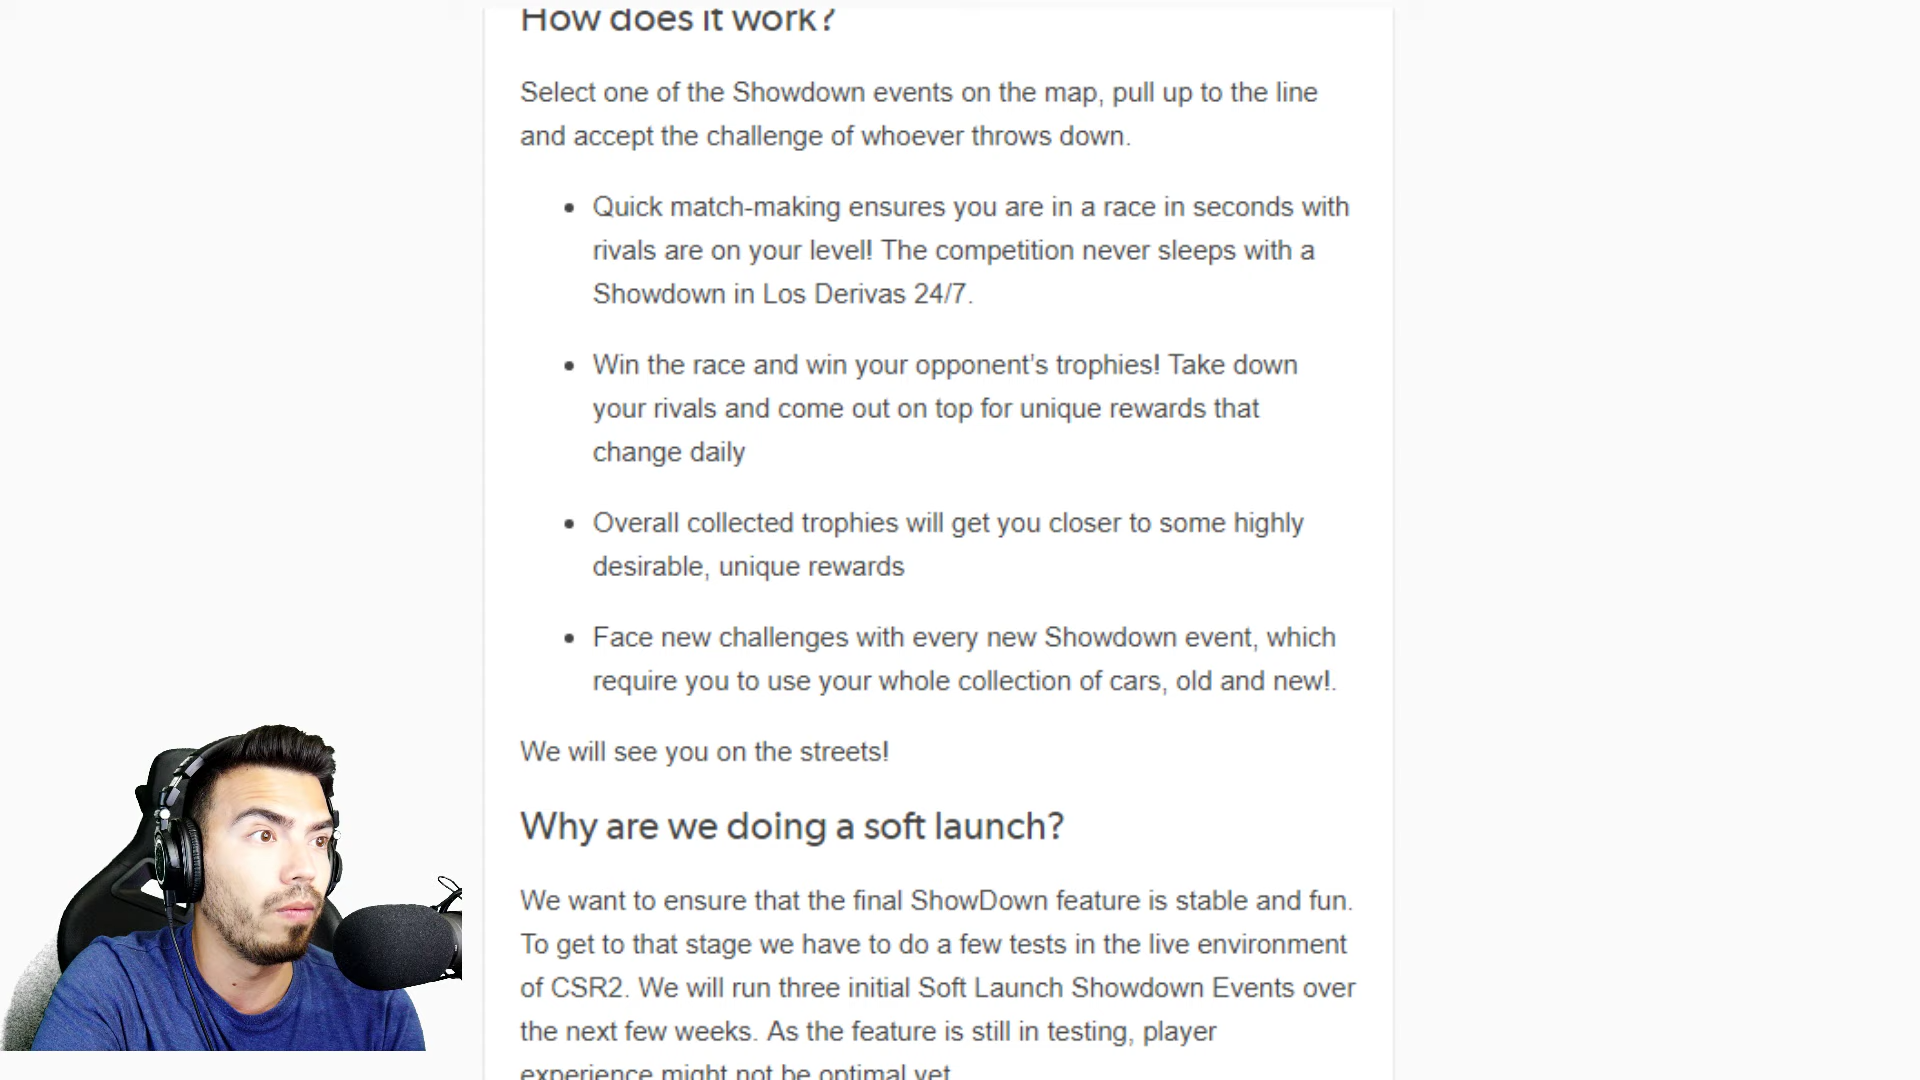 How does it work?
Select one of the Showdown events on the map, pull up to the line
and accept the challenge of whoever throws down.
• Quick match-making ensures you are in a race in seconds with
rivals are on your level! The competition never sleeps with a
Showdown in Los Derivas 24/7.
• Win the race and win your opponent's trophies! Take down
your rivals and come out on top for unique rewards that
change daily
• Overall collected trophies will get you closer to some highly
desirable, unique rewards
• Face new challenges with every new Showdown event, which
require you to use your whole collection of cars, old and new!.
We will see you on the streets!
Why are we doing a soft launch?
We want to ensure that the final ShowDown feature is stable and fun.
To get to that stage we have to do a few tests in the live environment
of CSR2. We will run three initial Soft Launch Showdown Events over
the next few weeks. As the feature is still in testing, player
experience might not be optimal yet